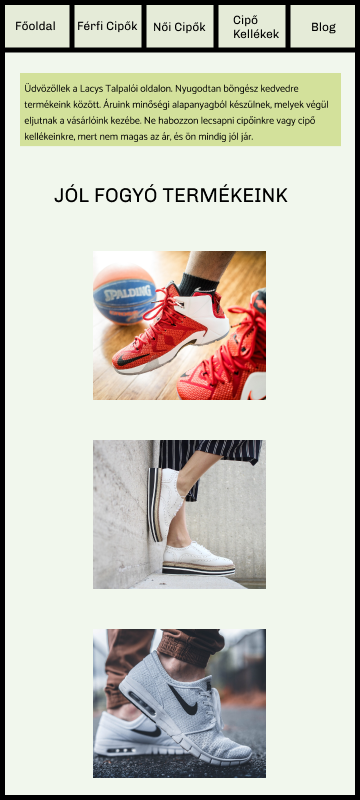 Főoldal
Férfi Cipők
Női Cipők
Cipő
Kellékek
Blog
Üdvözöllek a Lacys Talpalói oldalon. Nyugodtan böngész kedvedre
termékeink között. Áruink minőségi alapanyagból készülnek, melyek végül
eljutnak a vásárlóink kezébe. Ne habozzon lecsapni cipőinkre vagy cipő
kellékeinkre, mert nem magas az ár, és ön mindig jól jár.
JÓL FOGYÓ TERMÉKEINK
SPALDING